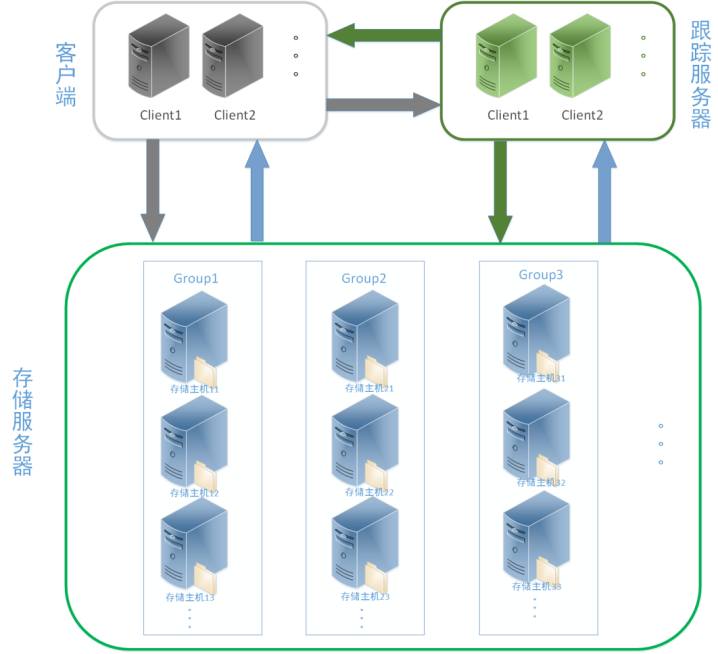 客户端
Client1
Client2
跟踪服务器
Client1
Client2
存储服务器
Group1
存储主机11
存储主机12
存储主机13
Group2
存储主机21
存储主机22
存储主机23
Group3
存储主机31
存储主机32
存储主机33